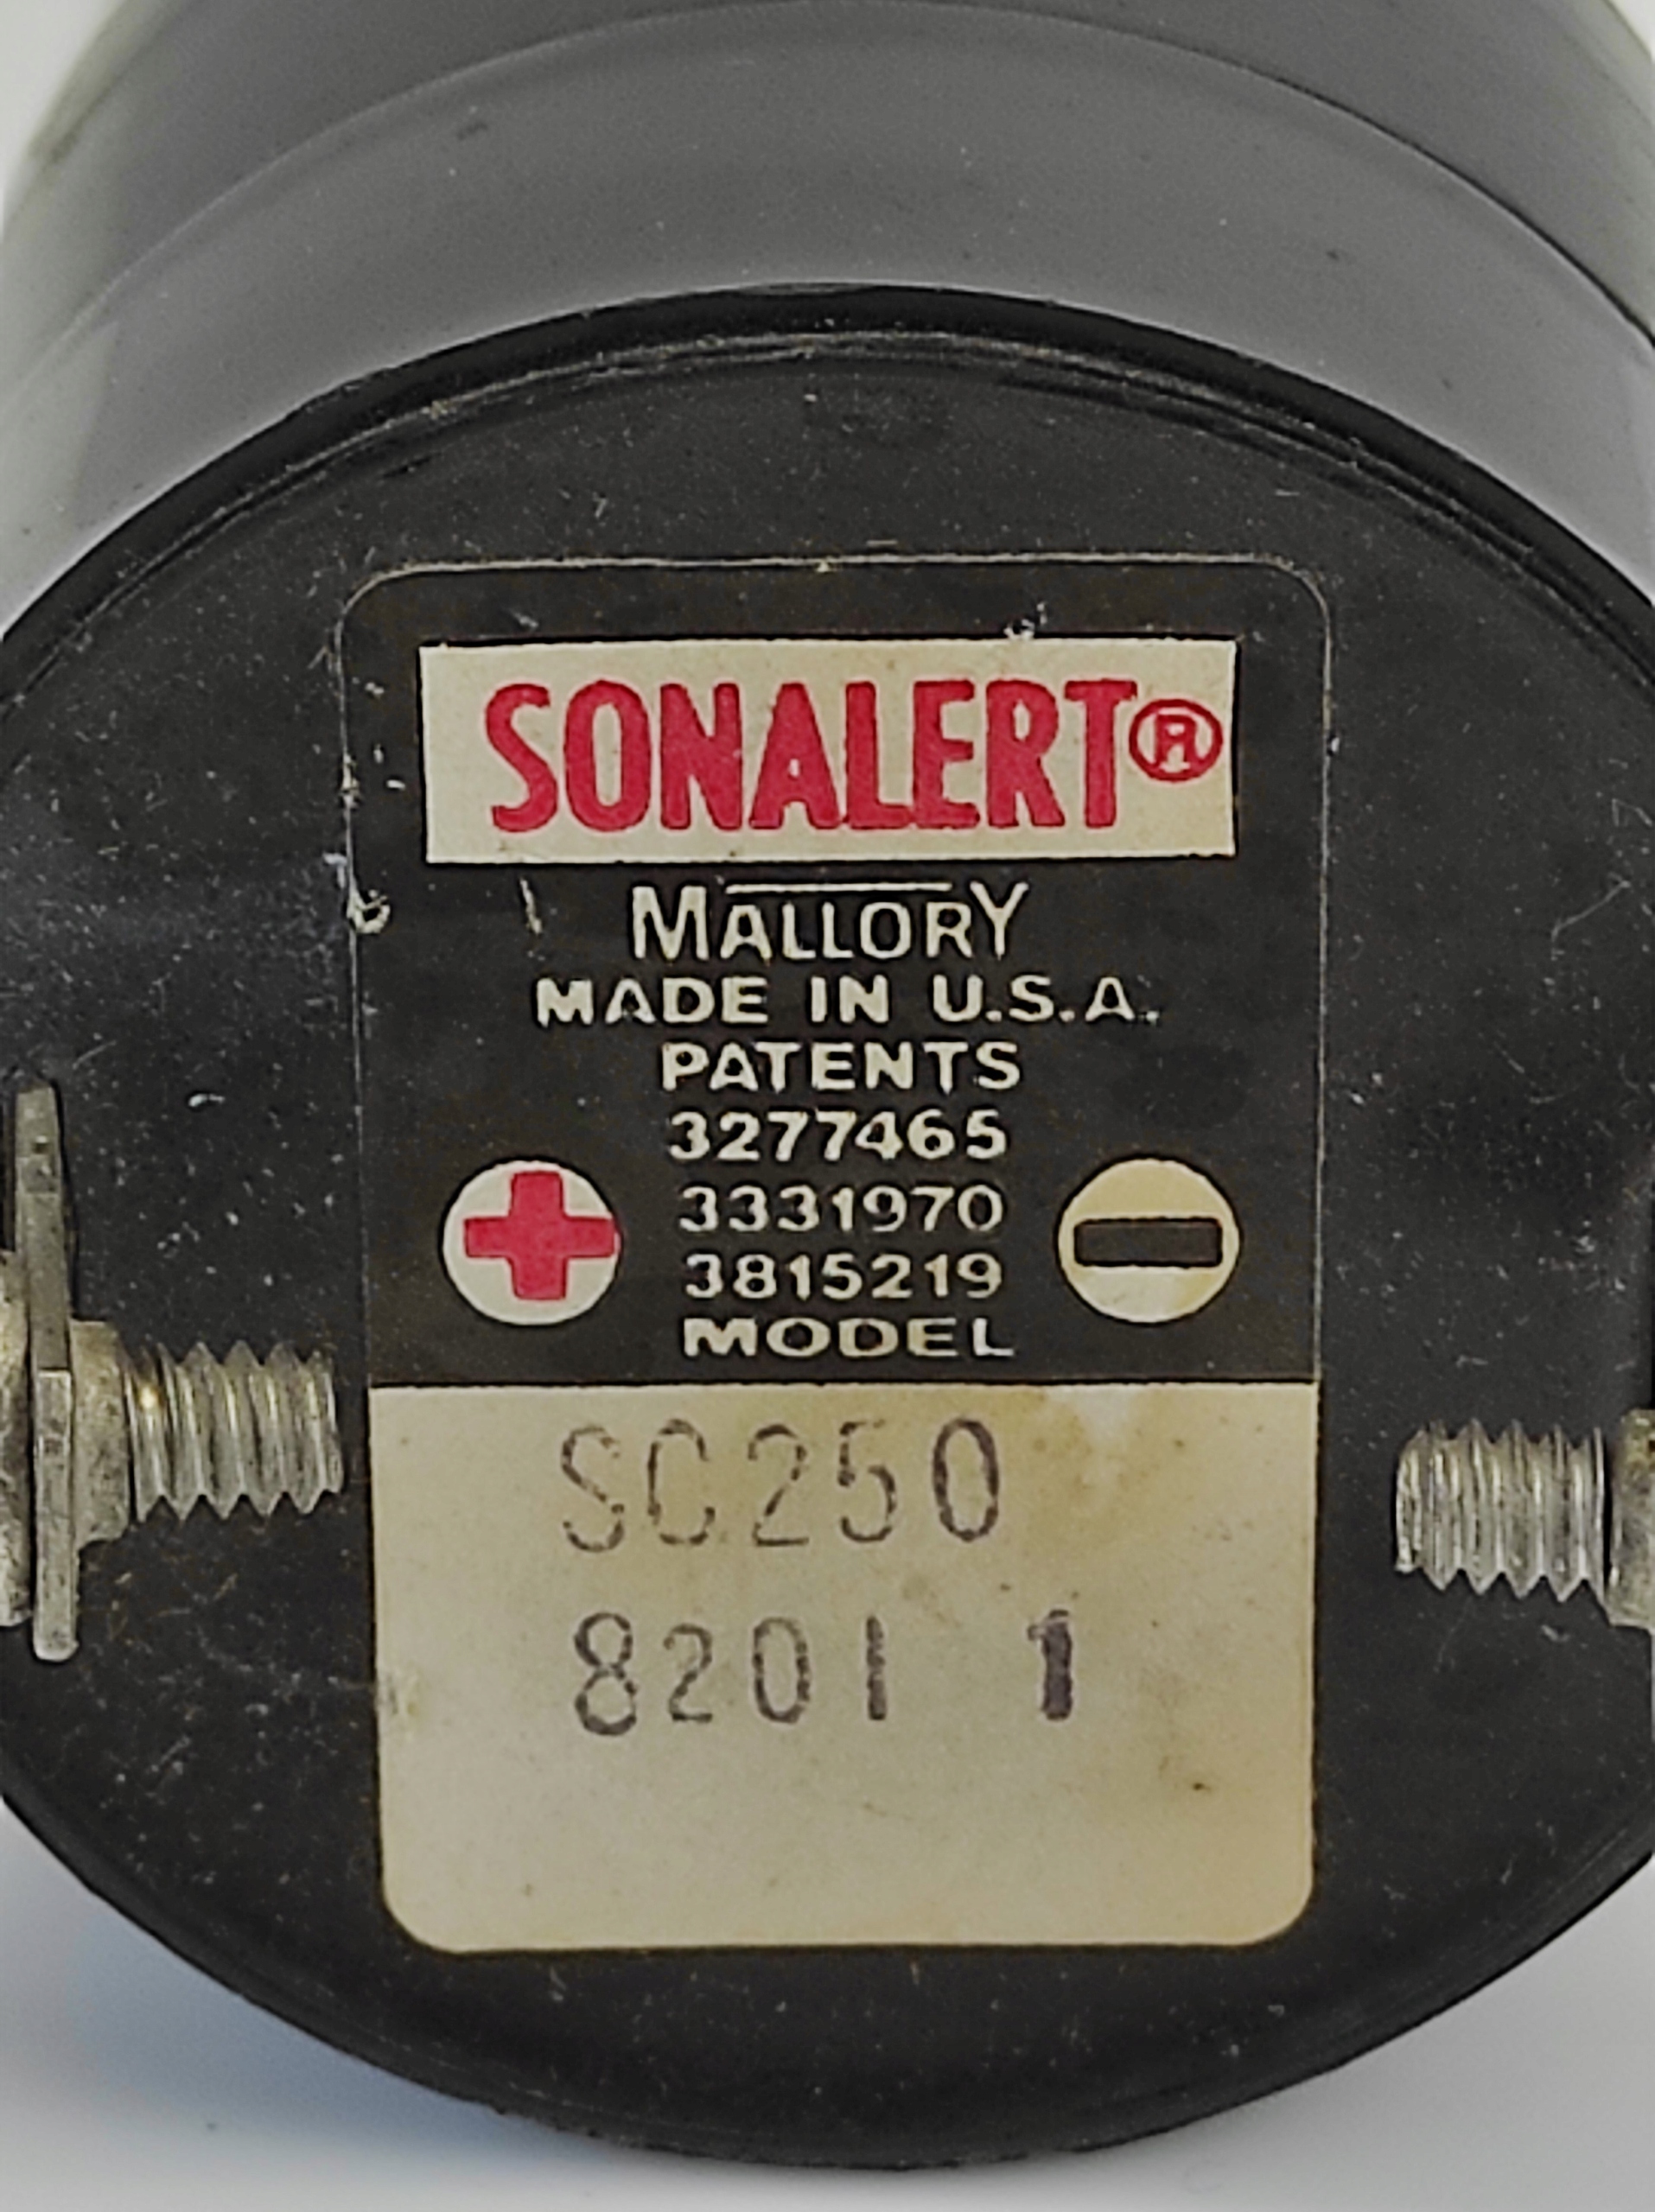 SONALERT®
MALLORY
MADE IN U.S.A.
PATENTS
3277465
3331970
3815219
MODEL
SC250
8201 1